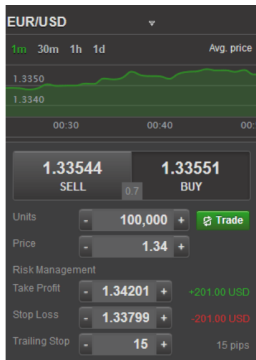 EUR/USD
1m 30m 1h 1d Avg. price
1.3350
1.3340
00:30 00:40 00:
1.33544 1.33551
SELL 0.7 BUY
Units - 100,000 + Trade
Price - 1.34 +
Risk Management
Take Profit - 1.34201 + +201.00 USD
Stop Loss - 1.33799 + -201.00 USD
Trailing Stop - 15 + 15 pips